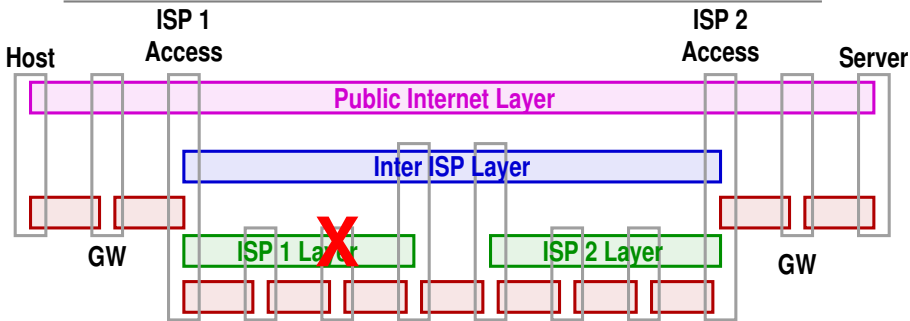 ISP 1
Access
ISP 2
Access
Host
Server
Public Internet Layer
Inter ISP Layer
ISP 1 Layer
X
ISP 2 Layer
GW
GW